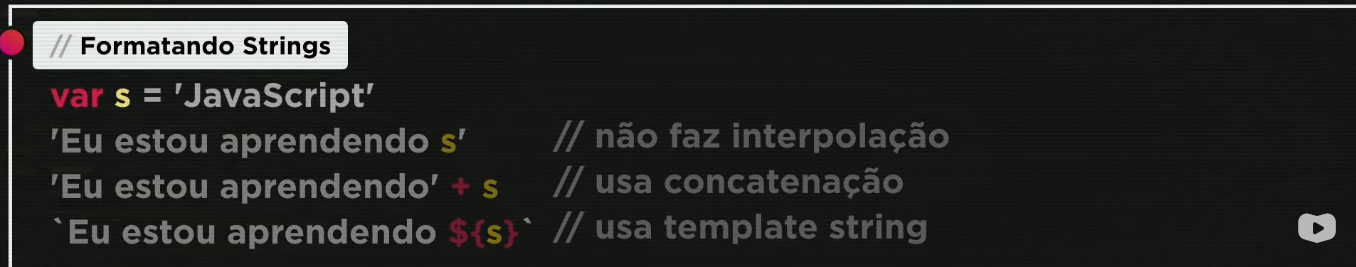 // Formatando Strings
var s = 'JavaScript'
'Eu estou aprendendo s' // não faz interpolação
'Eu estou aprendendo' + s // usa concatenação
`Eu estou aprendendo ${s}` // usa template string